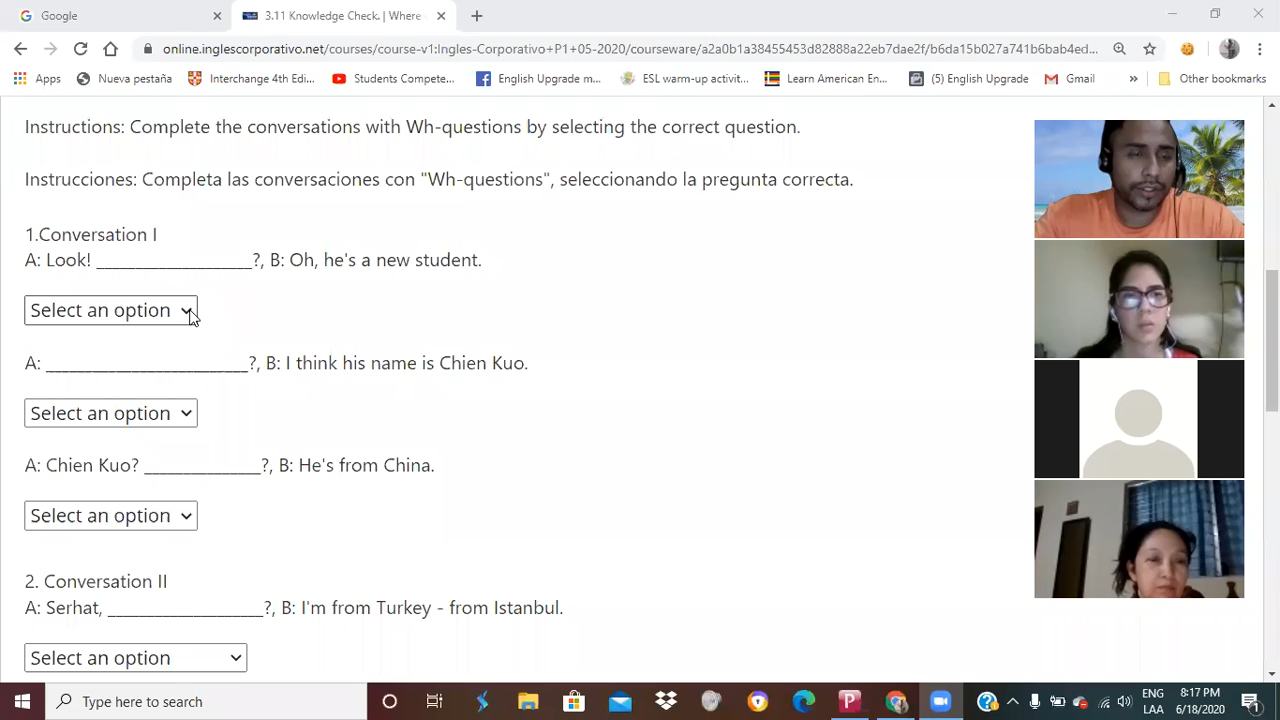 Google
3.11 Knowledge Check. | Where
online.inglescorporativo.net/courses/course-v1:Ingles-Corporativo+P1+05-2020/courseware/a2a0b1a38455453d82888a22eb7dae2f/b6da15b027a741b6bab4ed...
Apps Nueva pestaña Interchange 4th Edi... Students Compete... English Upgrade m... ESL warm-up activit... Learn American En... (5) English Upgrade Gmail » Other bookmarks
Instructions: Complete the conversations with Wh-questions by selecting the correct question.
Instrucciones: Completa las conversaciones con "Wh-questions", seleccionando la pregunta correcta.
1.Conversation I
A: Look! ____________________?, B: Oh, he's a new student.
Select an option
A: __________________________?, B: I think his name is Chien Kuo.
Select an option
A: Chien Kuo? _______________?, B: He's from China.
Select an option
2. Conversation II
A: Serhat, ____________________?, B: I'm from Turkey - from Istanbul.
Select an option
Type here to search
ENG 8:17 PM
LAA 6/18/2020